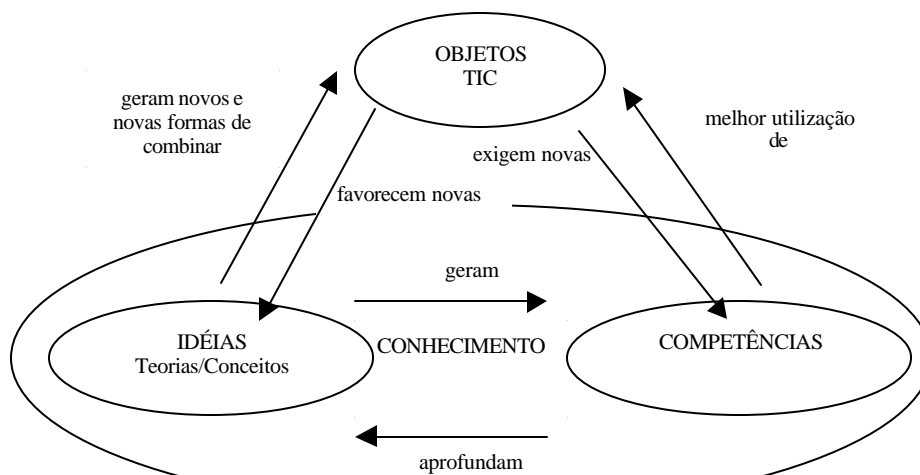 OBJETOS
TIC
geram novos e
novas formas de
combinar
melhor utilização
de
exigem novas
favorecem novas
geram
IDÉIAS
Teorias/Conceitos
CONHECIMENTO
COMPETÊNCIAS
aprofundam